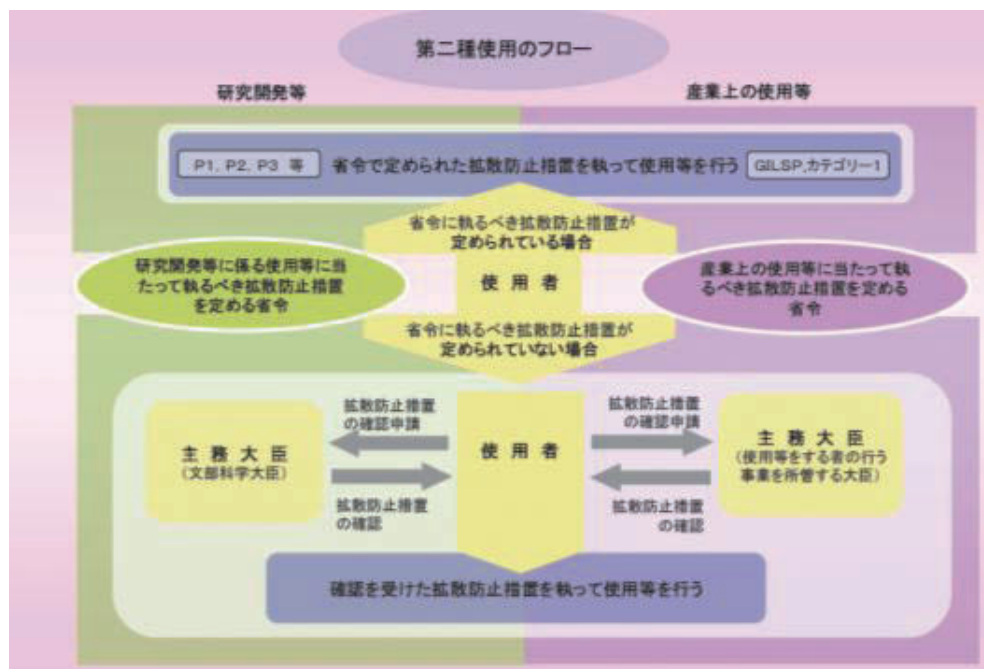 第二種使用のフロー
研究開発等
産業上の使用等
P1, P2, P3 等
省令で定められた拡散防止措置を執って使用等を行う
GILSP,カテゴリー1
省令に執るべき拡散防止措置が
定められている場合
研究開発等に係る使用等に当
たって執るべき拡散防止措置
を定める省令
使用者
産業上の使用等に当たって執
るべき拡散防止措置を定める
省令
省令に執るべき拡散防止措置が
定められていない場合
主務大臣
(文部科学大臣)
拡散防止措置
の確認申請
拡散防止措置
の確認
使用者
拡散防止措置
の確認申請
拡散防止措置
の確認
主務大臣
(使用等をする者の行う
事業を所管する大臣)
確認を受けた拡散防止措置を執って使用等を行う